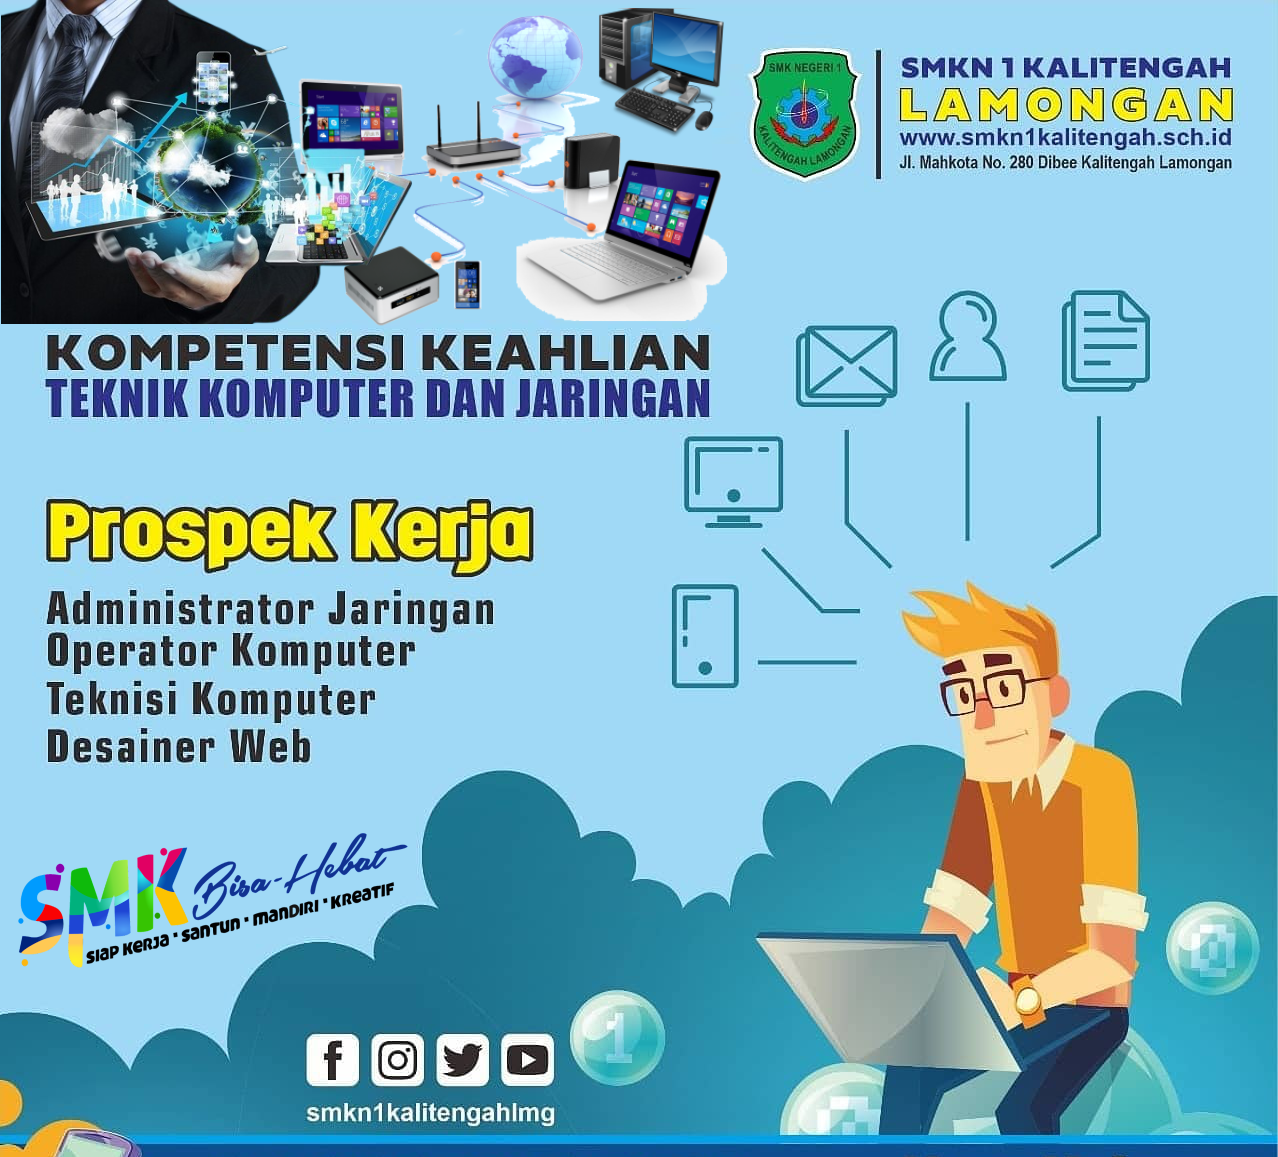 SMK NEGERI 1
KALITENGAH LAMONGAN
SMKN 1 KALITENGAH
LAMONGAN
www.smkn1kalitengah.sch.id
Jl. Mahkota No. 280 Dibee Kalitengah Lamongan
KOMPETENSI KEAHLIAN
TEKNIK KOMPUTER DAN JARINGAN
Prospek Kerja
Administrator Jaringan
Operator Komputer
Teknisi Komputer
Desainer Web
SMK Bisa-Hebat
SIAP KERJA • SANTUN • MANDIRI • KREATIF
1
0
smkn1kalitengahlmg